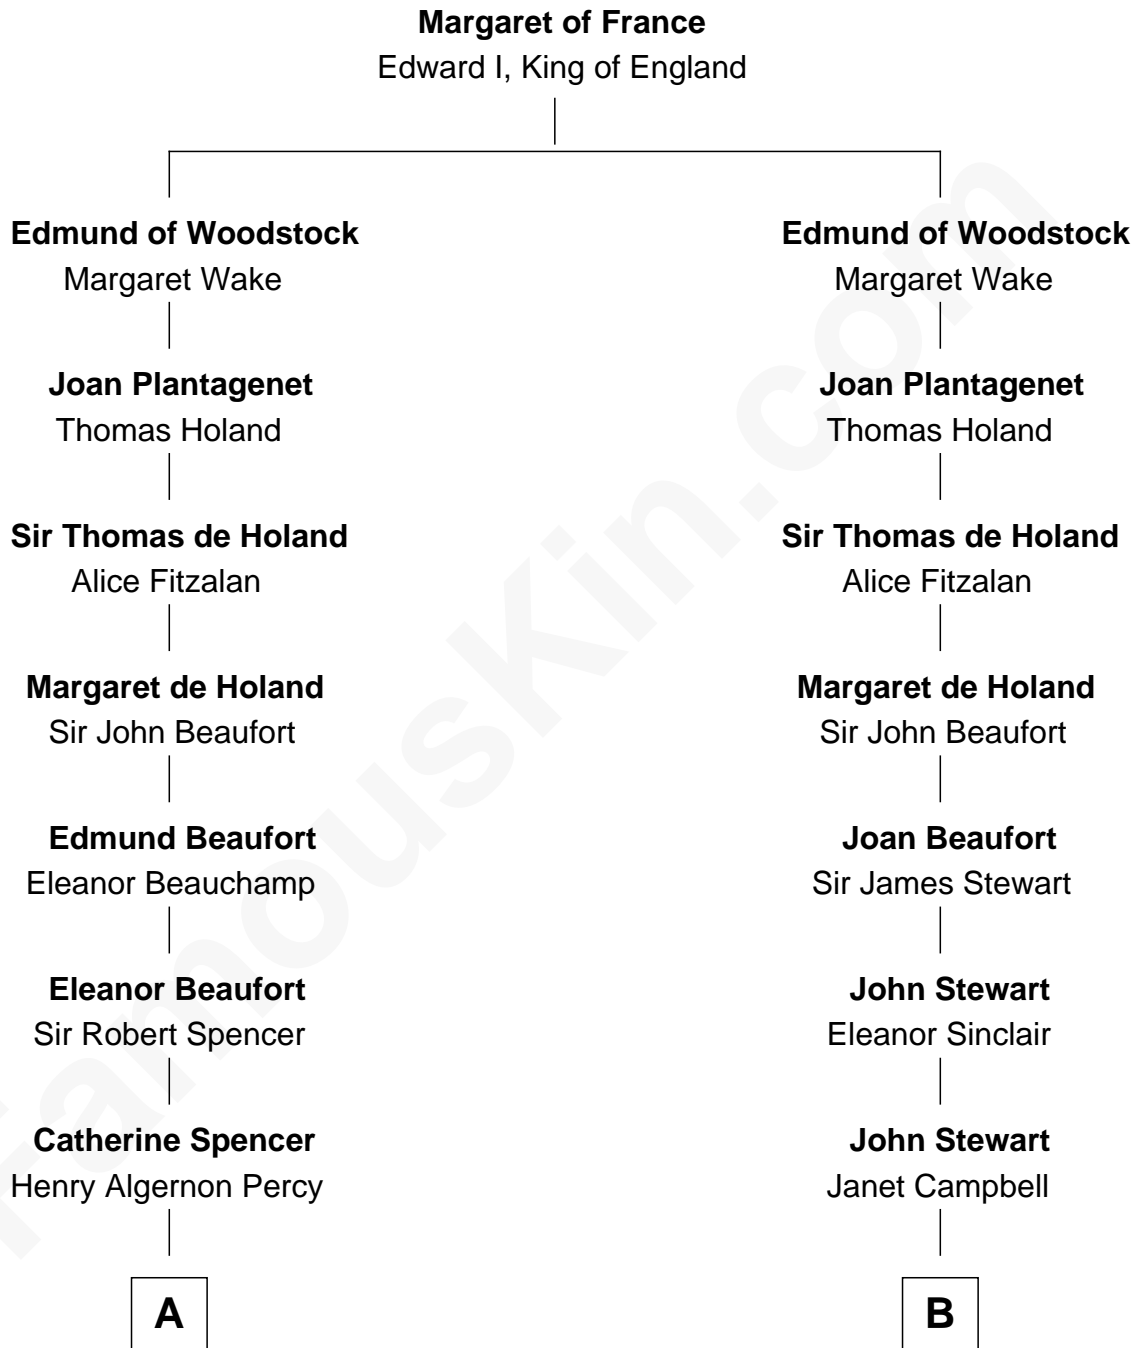 Margaret of France
Edward I, King of England
Edmund of Woodstock
Margaret Wake
Joan Plantagenet
Thomas Holand
Sir Thomas de Holand
Alice Fitzalan
Margaret de Holand
Sir John Beaufort
Edmund Beaufort
Eleanor Beauchamp
Eleanor Beaufort
Sir Robert Spencer
Catherine Spencer
Henry Algernon Percy
A
Edmund of Woodstock
Margaret Wake
Joan Plantagenet
Thomas Holand
Sir Thomas de Holand
Alice Fitzalan
Margaret de Holand
Sir John Beaufort
Joan Beaufort
Sir James Stewart
John Stewart
Eleanor Sinclair
John Stewart
Janet Campbell
B
FamousKin.com